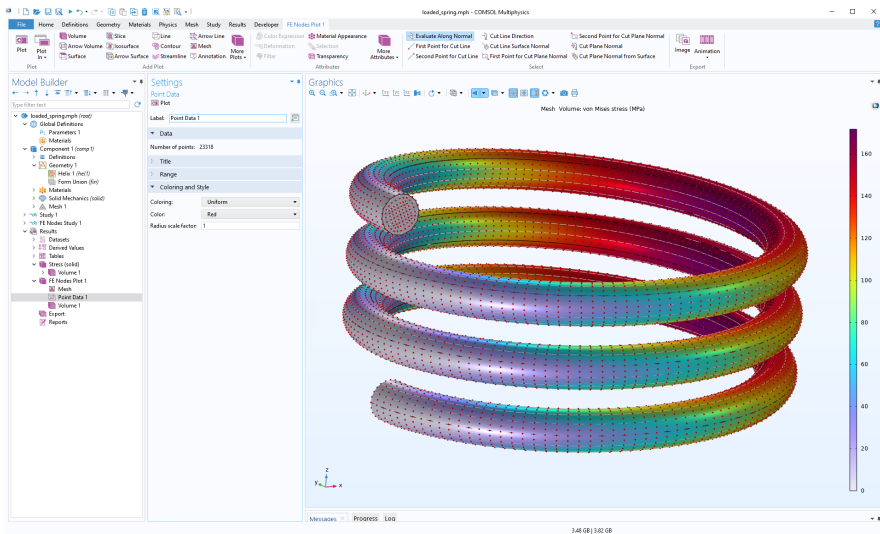 loaded_spring.mph - COMSOL Multiphysics
File Home Definitions Geometry Materials Physics Mesh Study Results Developer FE Nodes Plot 1
Plot Plot In
Volume Slice Line Arrow Line
Arrow Volume Isosurface Contour Mesh
Surface Arrow Surface Streamline Annotation
More Plots
Color Expression Material Appearance
Deformation Selection
Filter Transparency
More Attributes
Evaluate Along Normal Cut Line Direction Second Point for Cut Plane Normal
First Point for Cut Line Cut Line Surface Normal Cut Plane Normal
Second Point for Cut Line First Point for Cut Plane Normal Cut Plane Normal from Surface
Image Animation
Plot Add Plot Attributes Select Export
Model Builder
Type filter text
loaded_spring.mph (root)
Global Definitions
Pi Parameters 1
Materials
Component 1 (comp1)
Definitions
Geometry 1
Helix 1 (hel1)
Form Union (fin)
Materials
Solid Mechanics (solid)
Mesh 1
Study 1
FE Nodes Study 1
Results
Datasets
Derived Values
Tables
Stress (solid)
Volume 1
FE Nodes Plot 1
Mesh
Point Data 1
Volume 1
Export
Reports
Settings
Point Data
Plot
Label: Point Data 1
Data
Number of points: 23318
Title
Range
Coloring and Style
Coloring: Uniform
Color: Red
Radius scale factor: 1
Graphics
Mesh Volume: von Mises stress (MPa)
160
140
120
100
80
60
40
20
0
z
y x
Messages Progress Log
3.48 GB | 3.82 GB